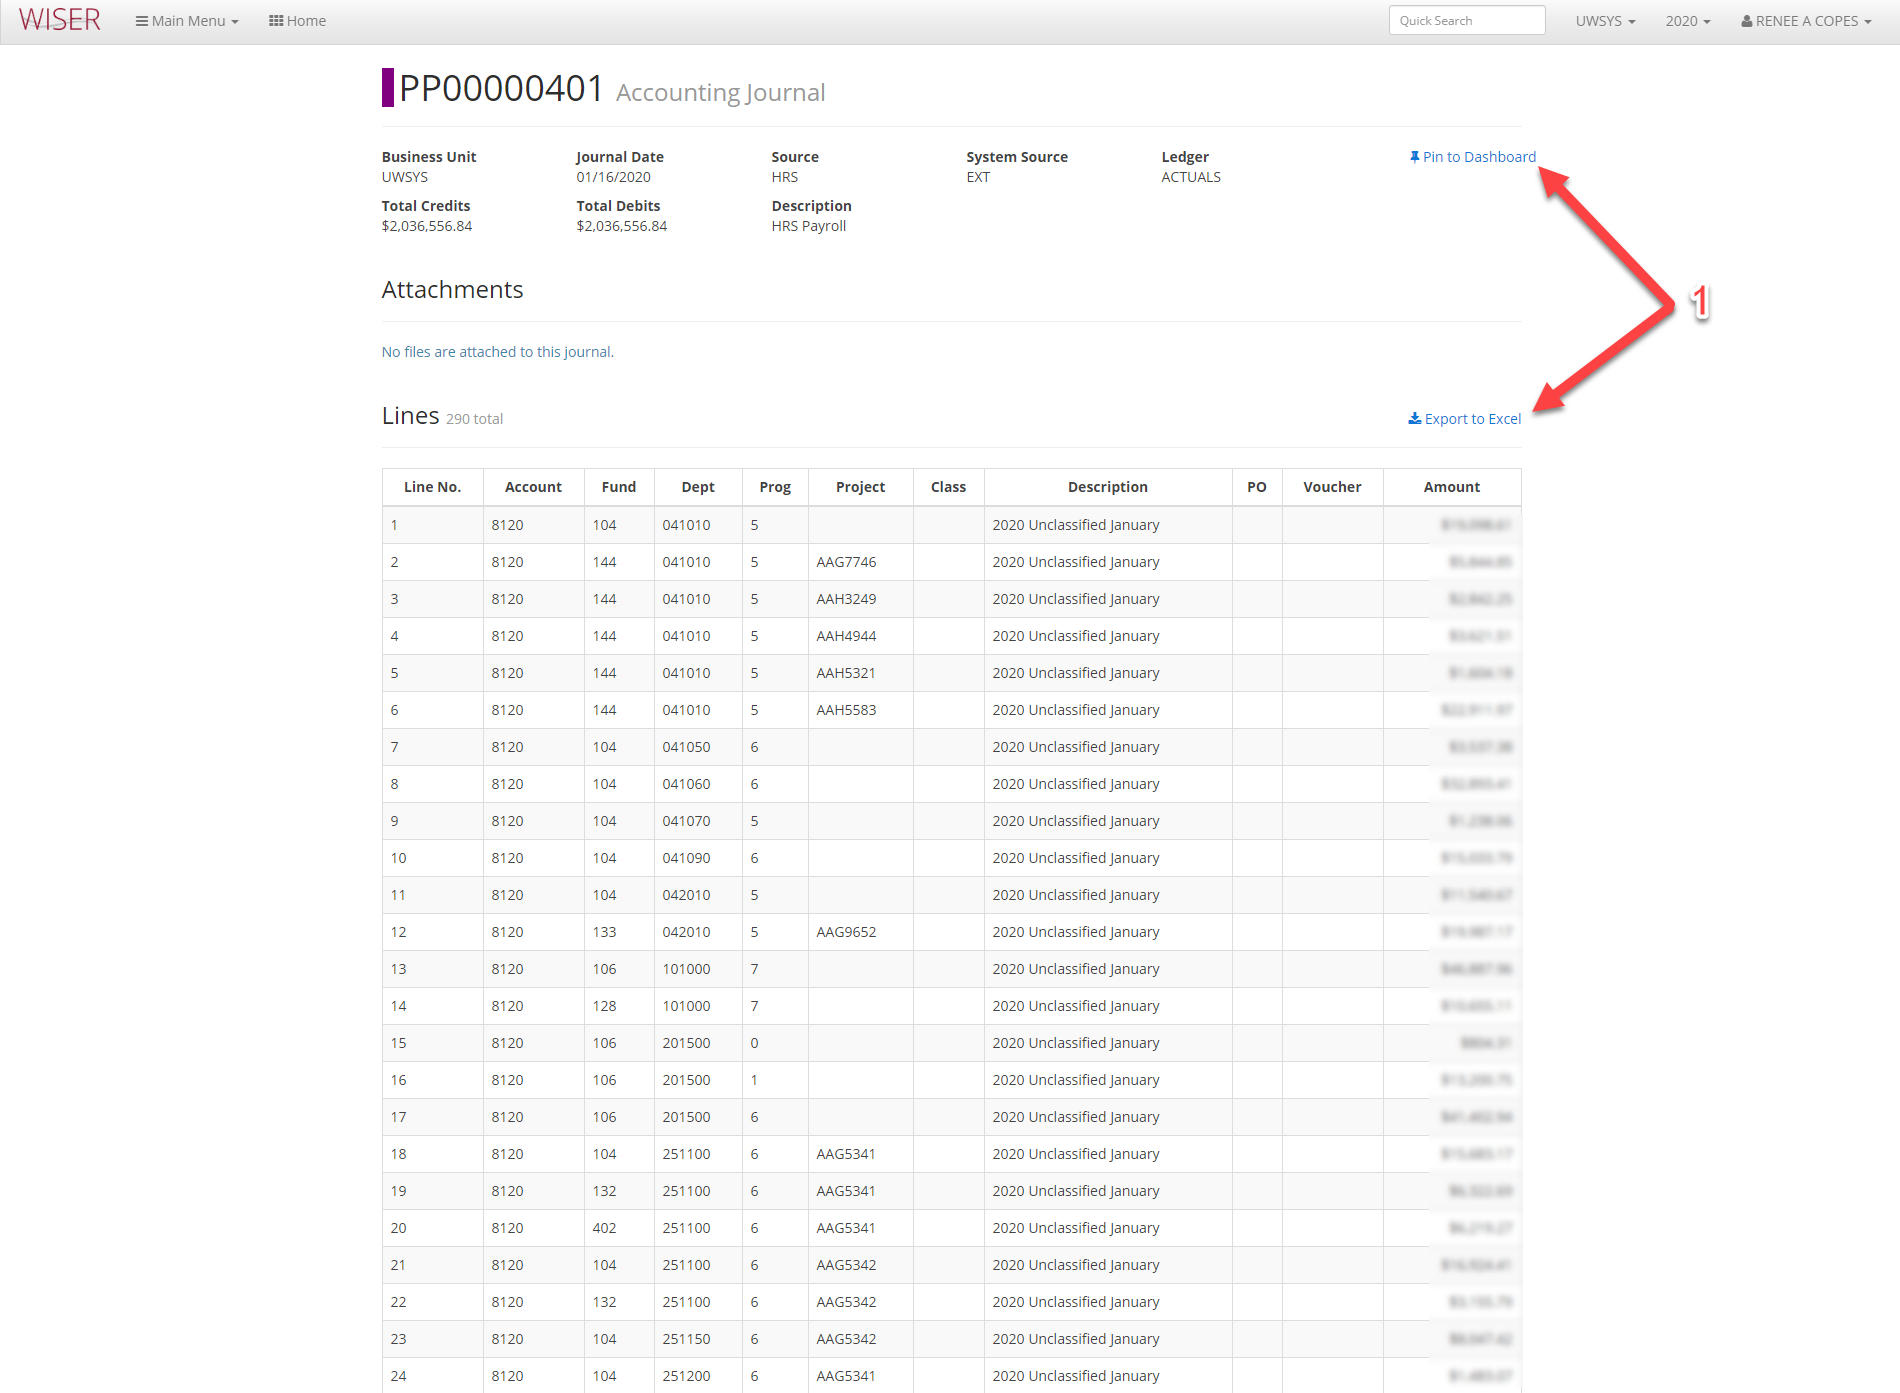 WISER Main Menu Home Quick Search UWSYS 2020 RENEE A COPES
PP00000401 Accounting Journal
Business Unit Journal Date Source System Source Ledger Pin to Dashboard
UWSYS 01/16/2020 HRS EXT ACTUALS
Total Credits Total Debits Description
$2,036,556.84 $2,036,556.84 HRS Payroll
Attachments
1
No files are attached to this journal.
Lines 290 total Export to Excel
Line No. Account Fund Dept Prog Project Class Description PO Voucher Amount
1 8120 104 041010 5 2020 Unclassified January
2 8120 144 041010 5 AAG7746 2020 Unclassified January
3 8120 144 041010 5 AAH3249 2020 Unclassified January
4 8120 144 041010 5 AAH4944 2020 Unclassified January
5 8120 144 041010 5 AAH5321 2020 Unclassified January
6 8120 144 041010 5 AAH5583 2020 Unclassified January
7 8120 104 041050 6 2020 Unclassified January
8 8120 104 041060 6 2020 Unclassified January
9 8120 104 041070 5 2020 Unclassified January
10 8120 104 041090 6 2020 Unclassified January
11 8120 104 042010 5 2020 Unclassified January
12 8120 133 042010 5 AAG9652 2020 Unclassified January
13 8120 106 101000 7 2020 Unclassified January
14 8120 128 101000 7 2020 Unclassified January
15 8120 106 201500 0 2020 Unclassified January
16 8120 106 201500 1 2020 Unclassified January
17 8120 106 201500 6 2020 Unclassified January
18 8120 104 251100 6 AAG5341 2020 Unclassified January
19 8120 132 251100 6 AAG5341 2020 Unclassified January
20 8120 402 251100 6 AAG5341 2020 Unclassified January
21 8120 104 251100 6 AAG5342 2020 Unclassified January
22 8120 132 251100 6 AAG5342 2020 Unclassified January
23 8120 104 251150 6 AAG5342 2020 Unclassified January
24 8120 104 251200 6 AAG5341 2020 Unclassified January